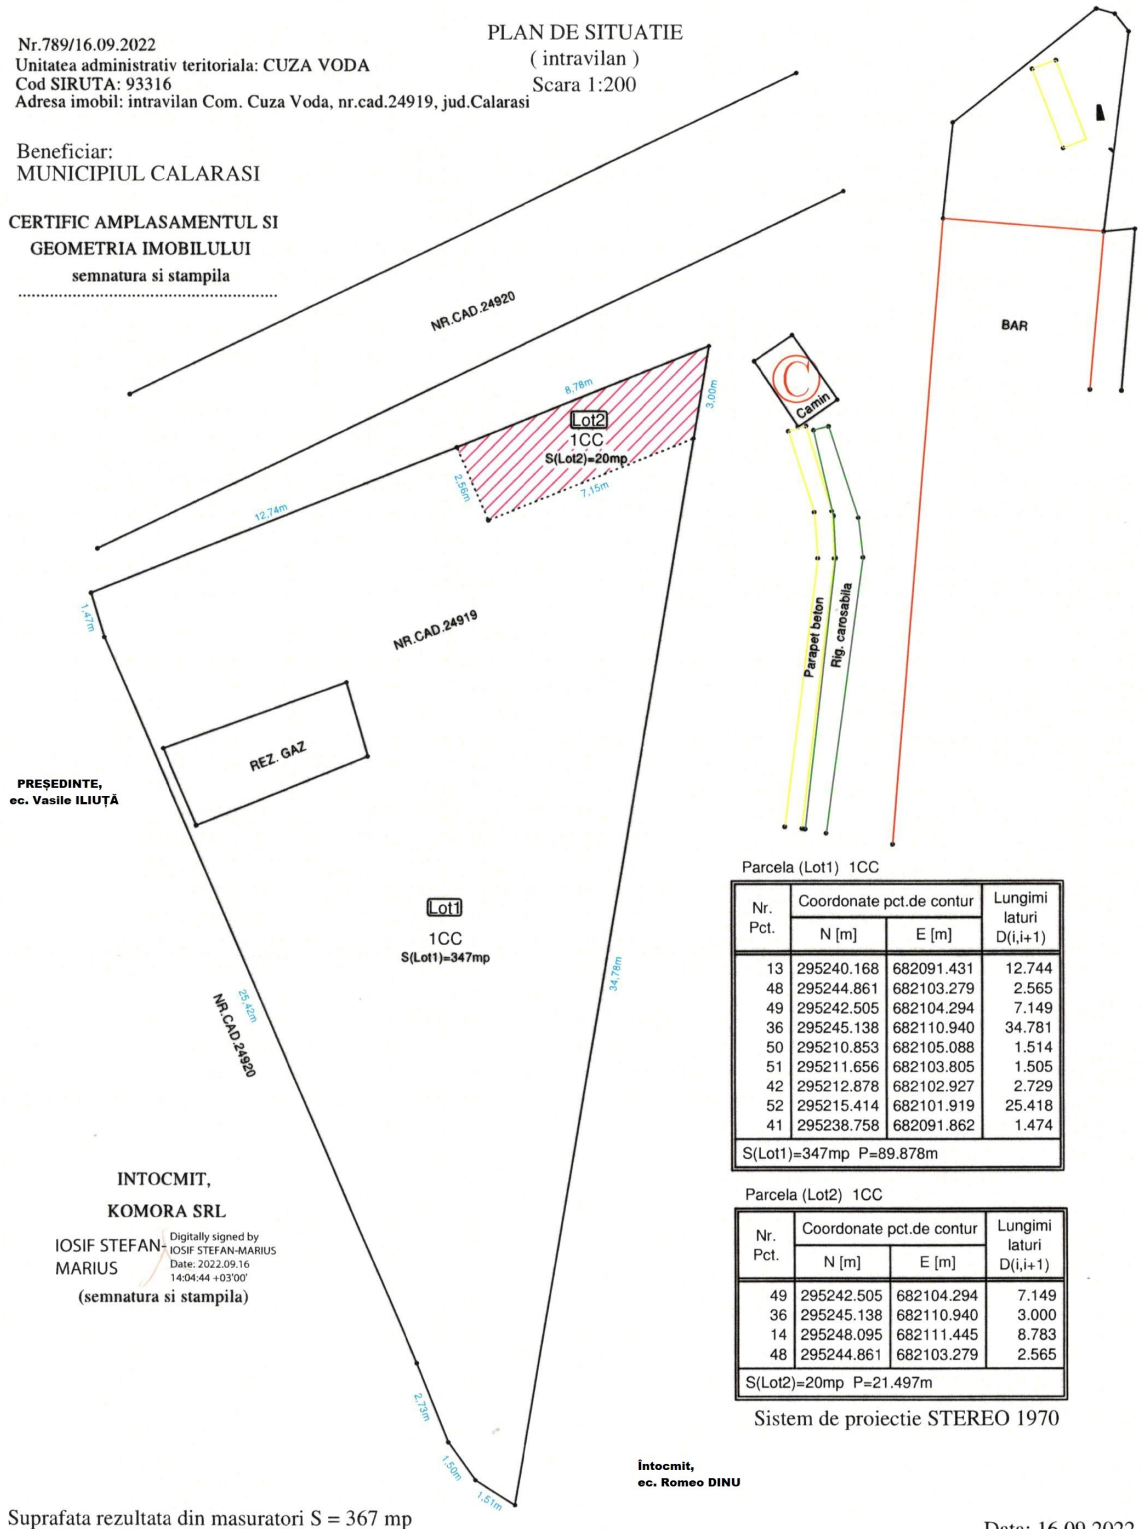 PLAN DE SITUATIE
( intravilan )
Scara 1:200
Nr.789/16.09.2022
Unitatea administrativ teritoriala: CUZA VODA
Cod SIRUTA: 93316
Adresa imobil: intravilan Com. Cuza Voda, nr.cad.24919, jud.Calarasi
Beneficiar:
MUNICIPIUL CALARASI
CERTIFIC AMPLASAMENTUL SI
GEOMETRIA IMOBILULUI
semnatura si stampila
NR.CAD.24920
BAR
8,78m
3,00m
Lot2
1CC
S(Lot2)=20mp
2,56m
7,15m
C
Camin
12,74m
1,47m
NR.CAD.24919
Parapet beton
Rig. carosabila
REZ. GAZ
PREȘEDINTE,
ec. Vasile ILIUȚĂ
Lot1
1CC
S(Lot1)=347mp
34,78m
25,42m
NR.CAD.24920
Parcela (Lot1) 1CC
Nr. Pct. Coordonate pct.de contur Lungimi laturi D(i,i+1)
N [m] E [m]
13 295240.168 682091.431 12.744
48 295244.861 682103.279 2.565
49 295242.505 682104.294 7.149
36 295245.138 682110.940 34.781
50 295210.853 682105.088 1.514
51 295211.656 682103.805 1.505
42 295212.878 682102.927 2.729
52 295215.414 682101.919 25.418
41 295238.758 682091.862 1.474
S(Lot1)=347mp P=89.878m
Parcela (Lot2) 1CC
Nr. Pct. Coordonate pct.de contur Lungimi laturi D(i,i+1)
N [m] E [m]
49 295242.505 682104.294 7.149
36 295245.138 682110.940 3.000
14 295248.095 682111.445 8.783
48 295244.861 682103.279 2.565
S(Lot2)=20mp P=21.497m
Sistem de proiectie STEREO 1970
INTOCMIT,
KOMORA SRL
IOSIF STEFAN-
MARIUS
Digitally signed by
IOSIF STEFAN-MARIUS
Date: 2022.09.16
14:04:44 +03'00'
(semnatura si stampila)
2,73m
1,50m
1,51m
Întocmit,
ec. Romeo DINU
Suprafata rezultata din masuratori S = 367 mp
Data: 16.09.2022